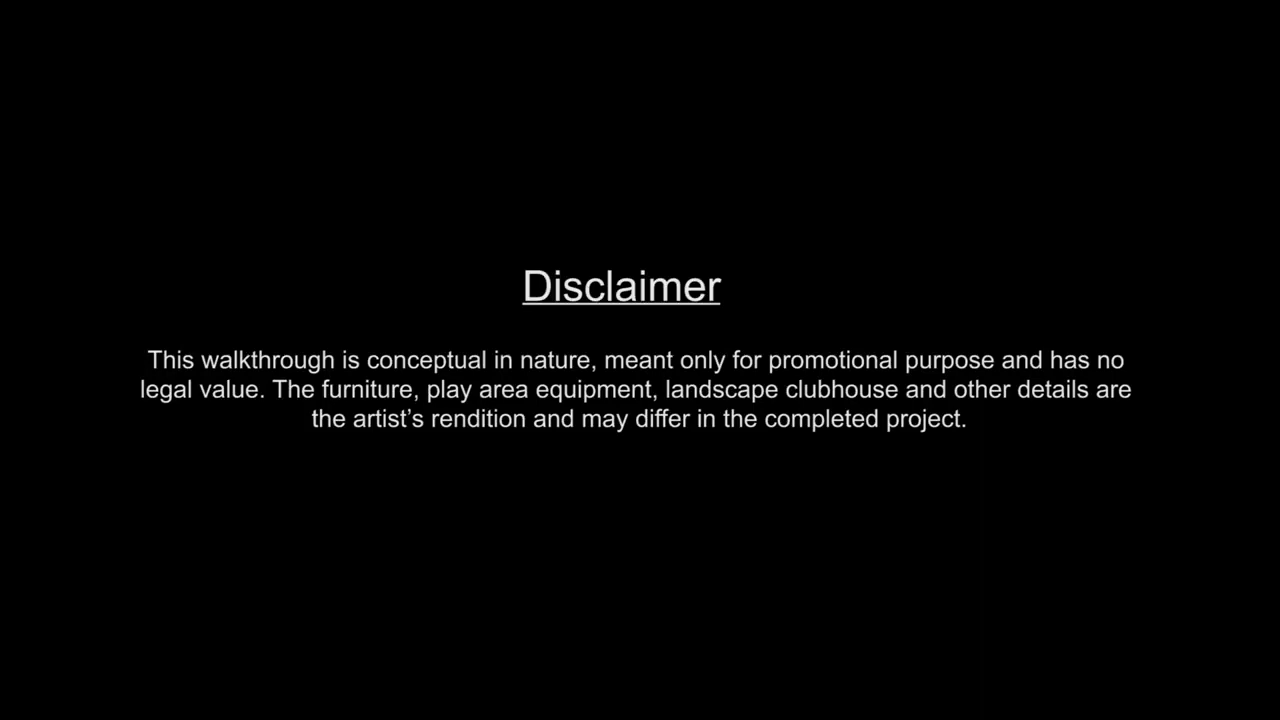 Disclaimer
This walkthrough is conceptual in nature, meant only for promotional purpose and has no
legal value. The furniture, play area equipment, landscape clubhouse and other details are
the artist’s rendition and may differ in the completed project.